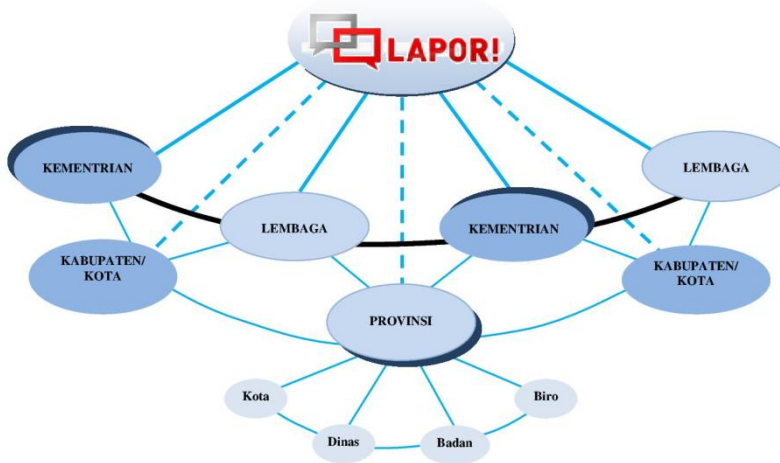 LAPOR!
KEMENTRIAN
LEMBAGA
LEMBAGA
KEMENTRIAN
KABUPATEN/
KOTA
KABUPATEN/
KOTA
PROVINSI
Kota
Biro
Dinas
Badan